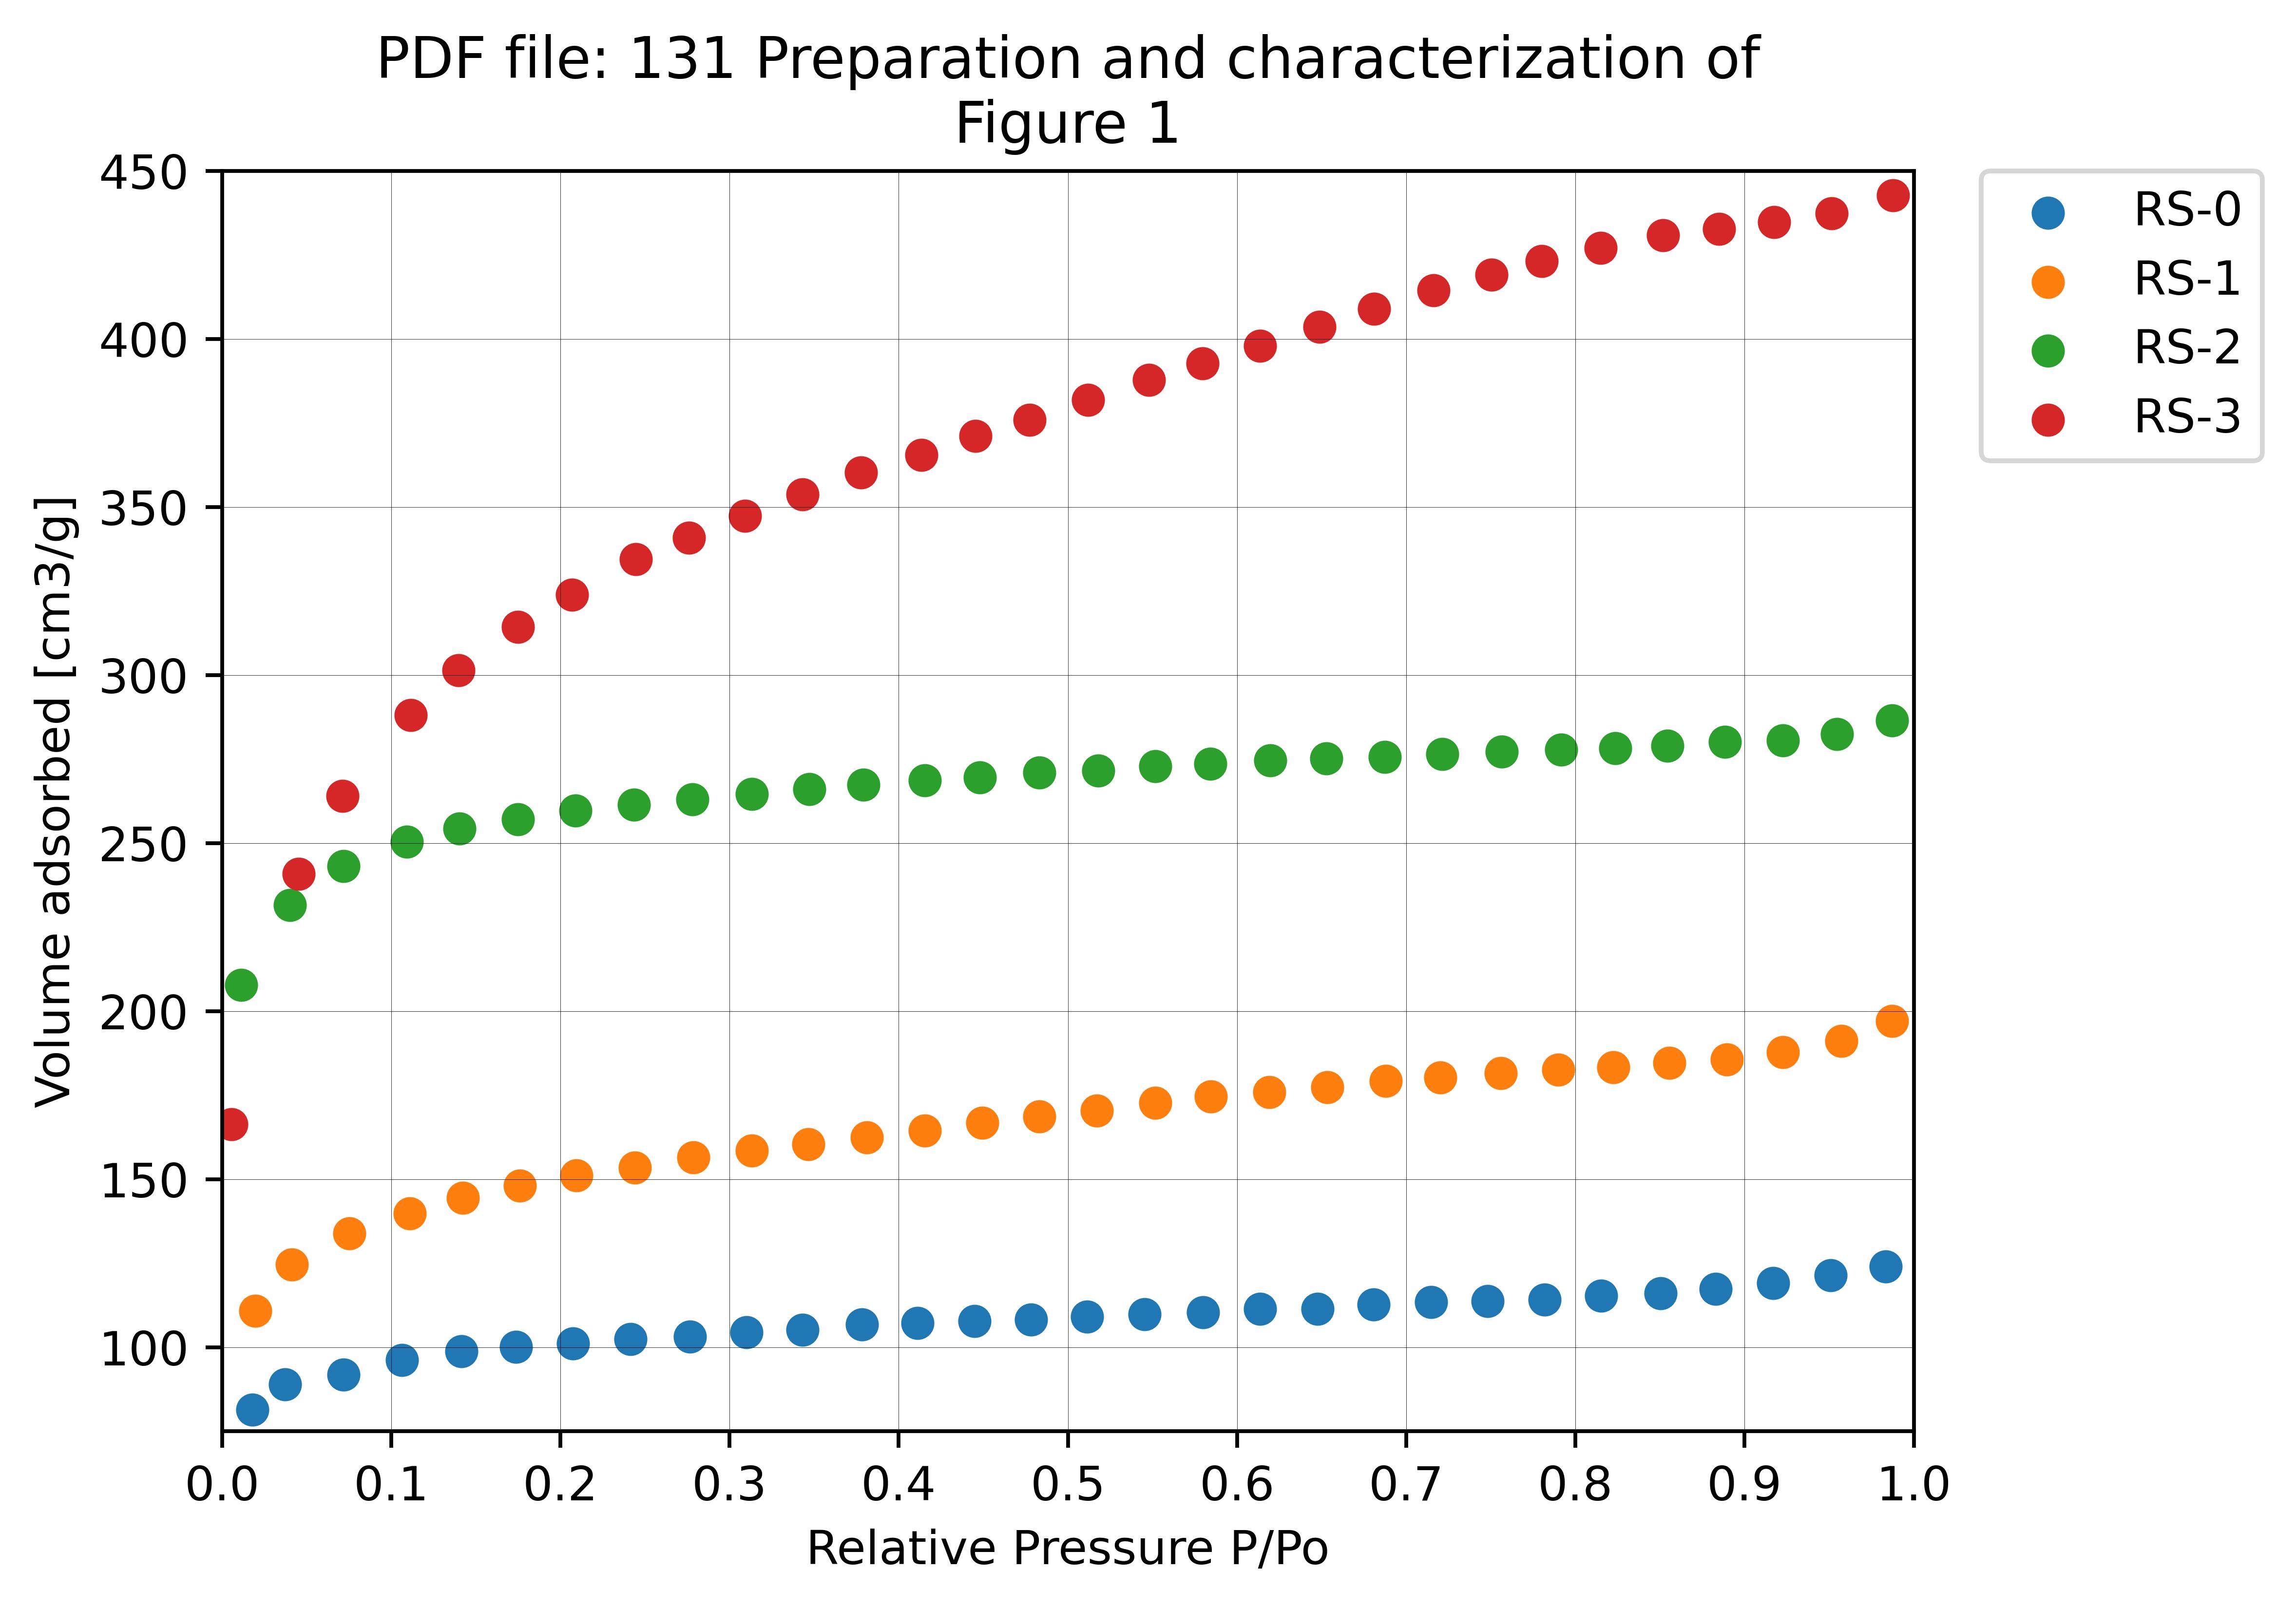 PDF file: 131 Preparation and characterization of
Figure 1
450
400
350
300
250
200
150
100
Volume adsorbed [cm3/g]
0.0 0.1 0.2 0.3 0.4 0.5 0.6 0.7 0.8 0.9 1.0
Relative Pressure P/Po
RS-0
RS-1
RS-2
RS-3